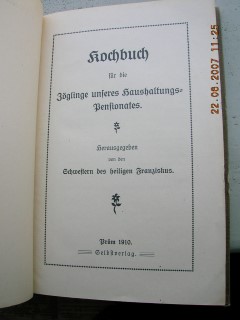 Kochbuch
für die
Zöglinge unseres Haushaltungs-
Pensionates.
Herausgegeben
von den
Schwestern des heiligen Franziskus.
Prüm 1910.
Selbstverlag.
22.08.2007 11:25